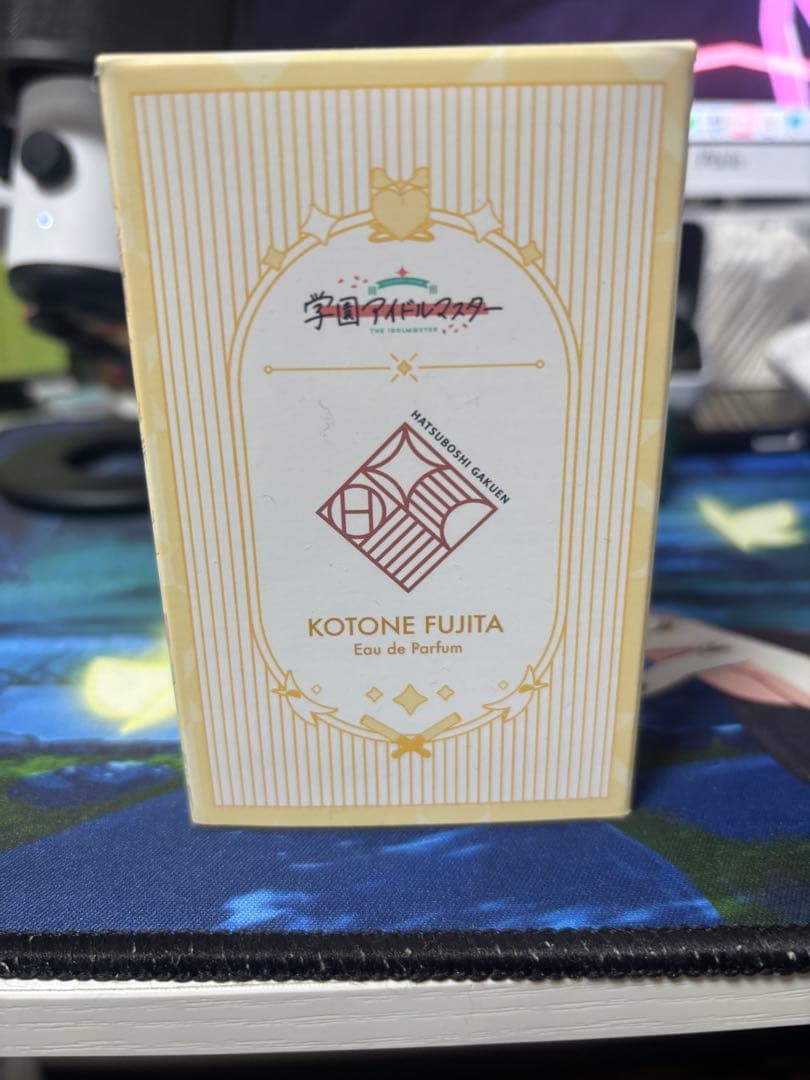 学園アイドルマスター
THE IDOLM@STER
HATSUBOSHI GAKUEN
H
KOTONE FUJITA
Eau de Parfum